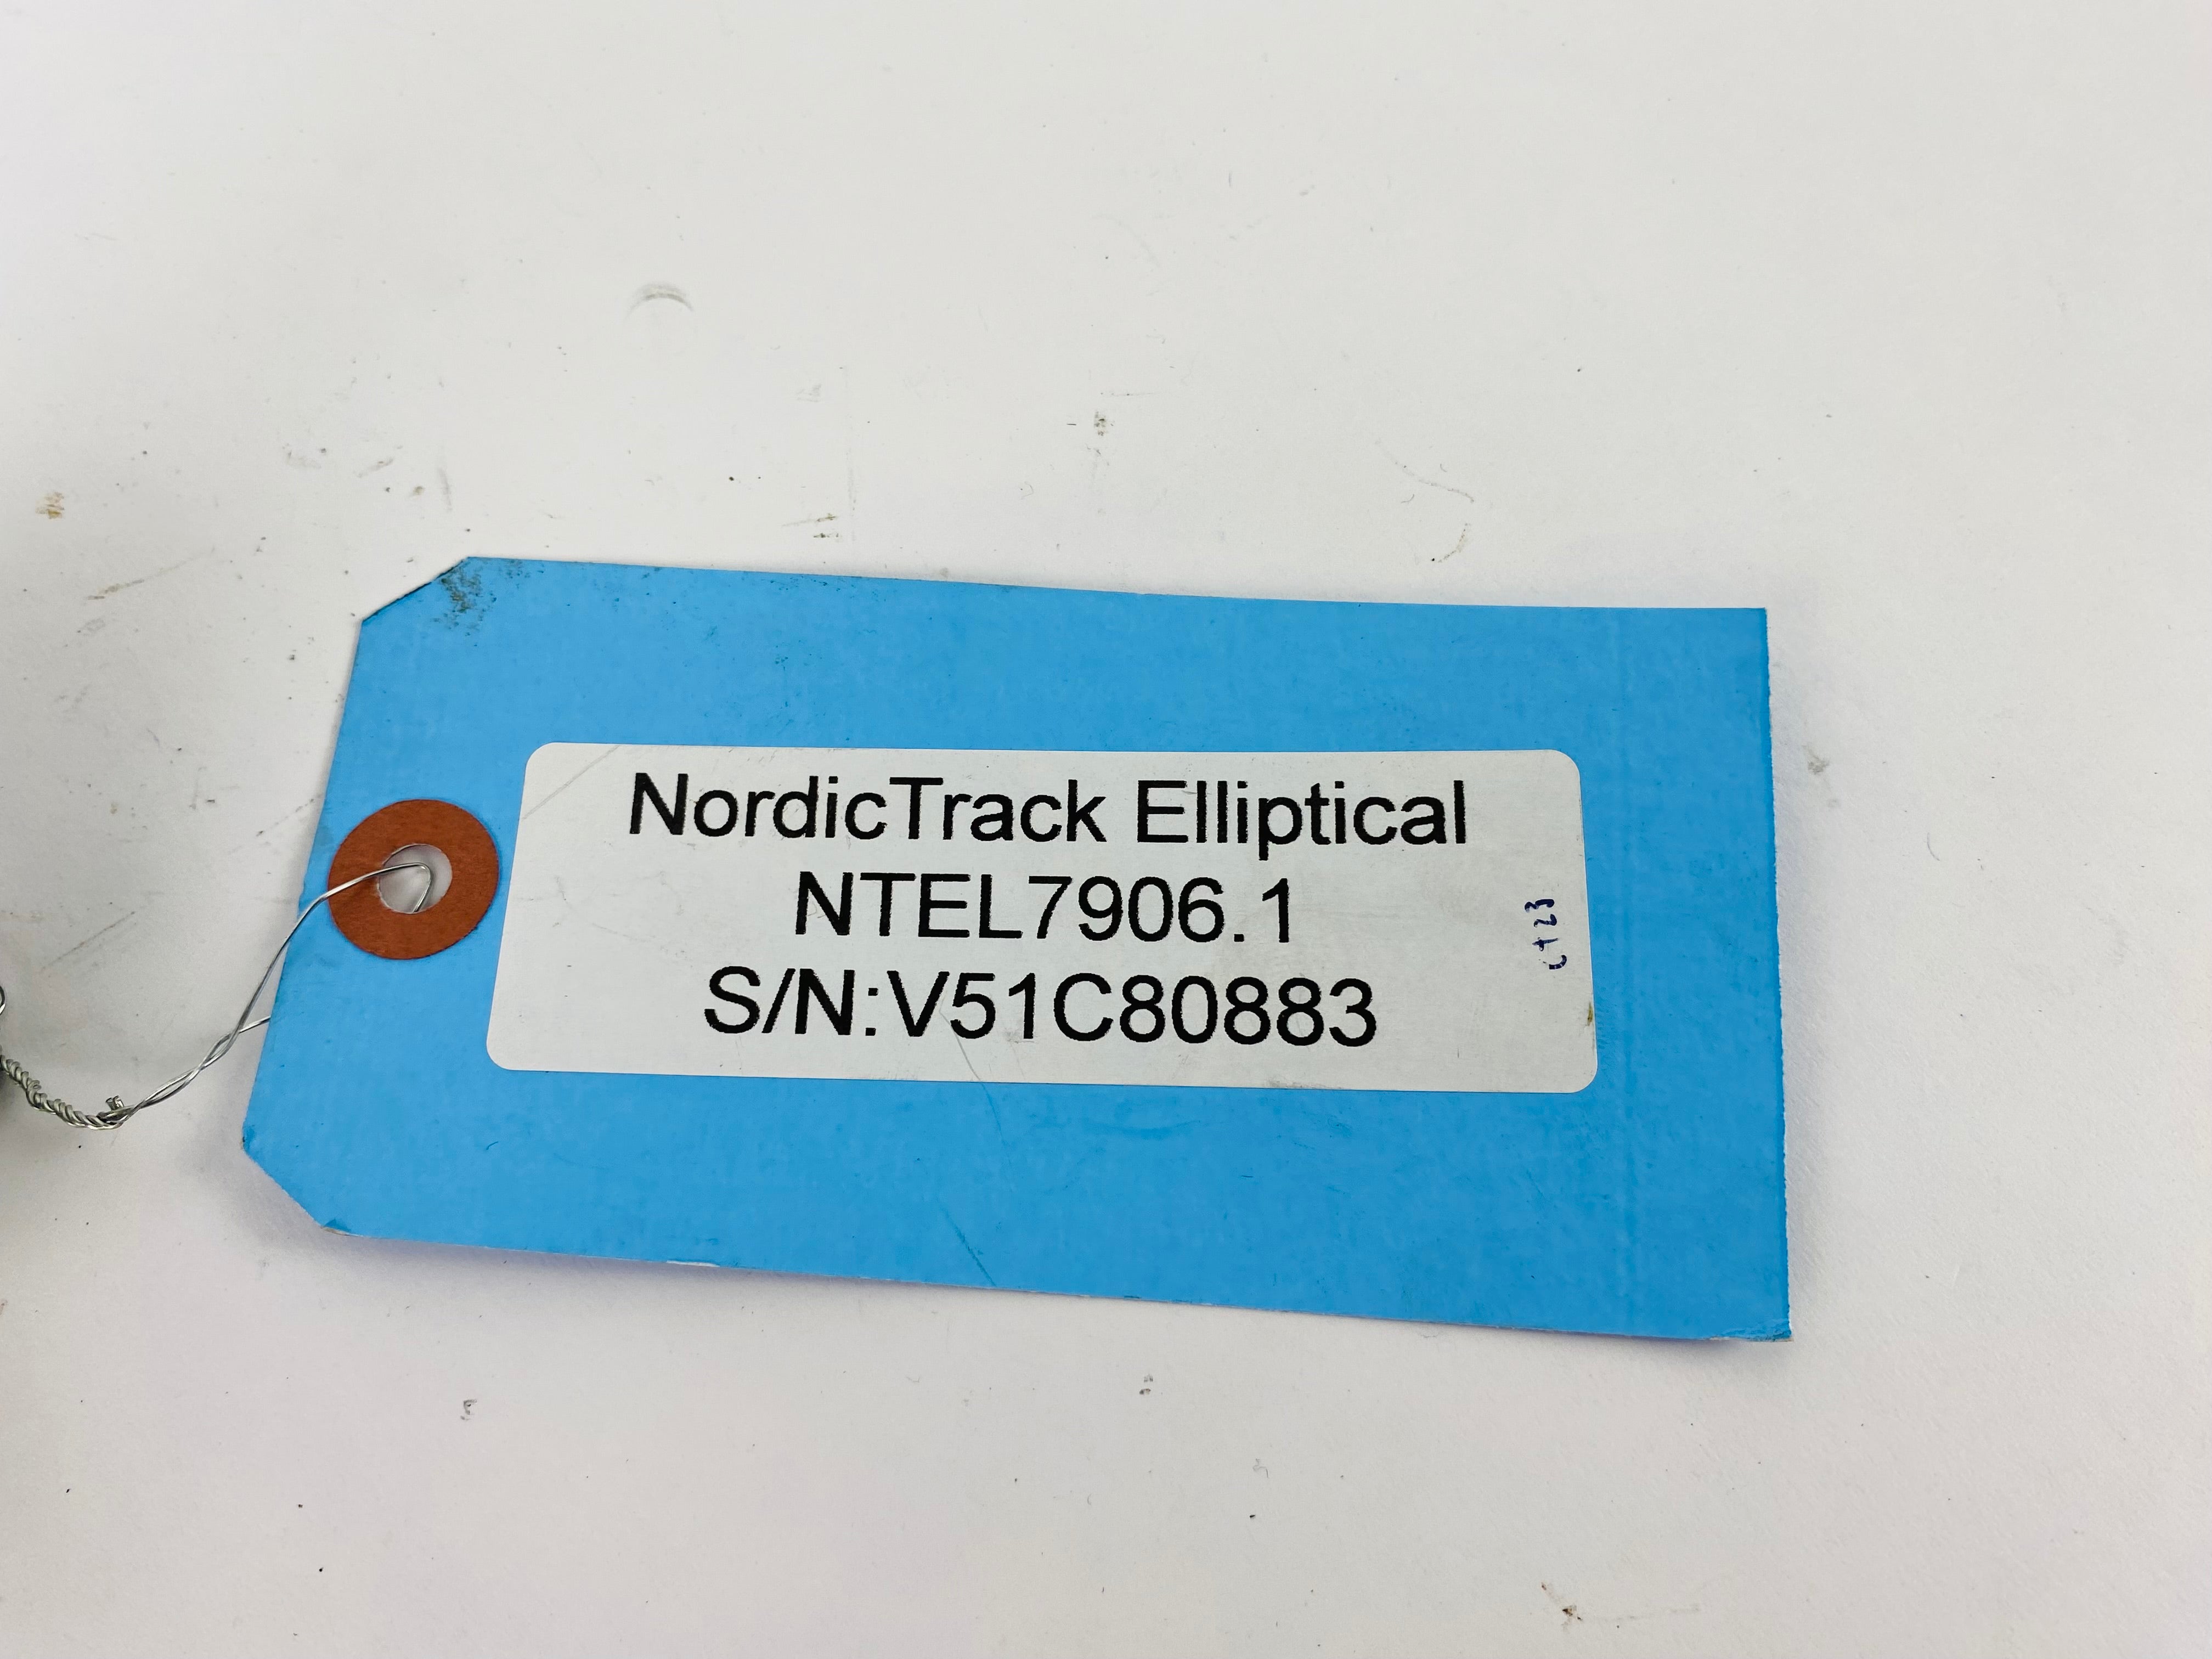 NordicTrack Elliptical
NTEL7906.1
S/N:V51C80883